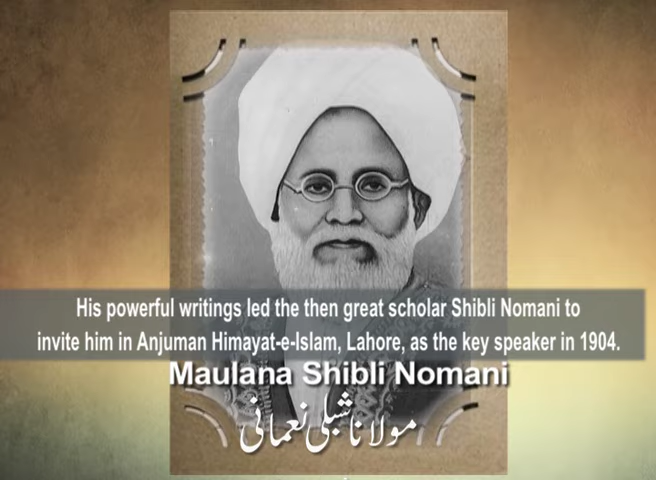 His powerful writings led the then great scholar Shibli Nomani to
invite him in Anjuman Himayat-e-Islam, Lahore, as the key speaker in 1904.
Maulana Shibli Nomani
مولانا شبلی نعمانی